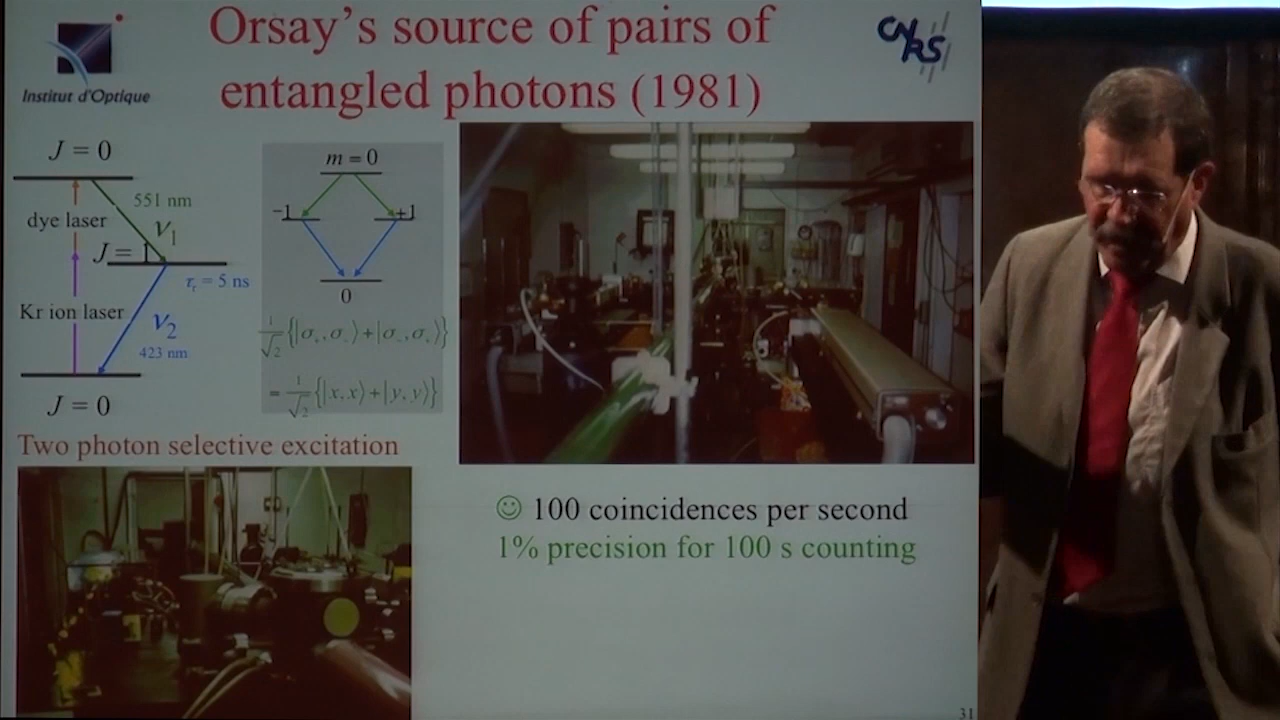 Orsay's source of pairs of
entangled photons (1981)
Institut d'Optique
CNRS
J = 0
551 nm
dye laser
ν₁
J = 1
τᵣ = 5 ns
Kr ion laser
ν₂
423 nm
J = 0
m = 0
−1
+1
0
1/√2 {|σ₊,σ₋⟩+|σ₋,σ₊⟩}
= 1/√2 {|x,x⟩+|y,y⟩}
Two photon selective excitation
☺ 100 coincidences per second
1% precision for 100 s counting
31